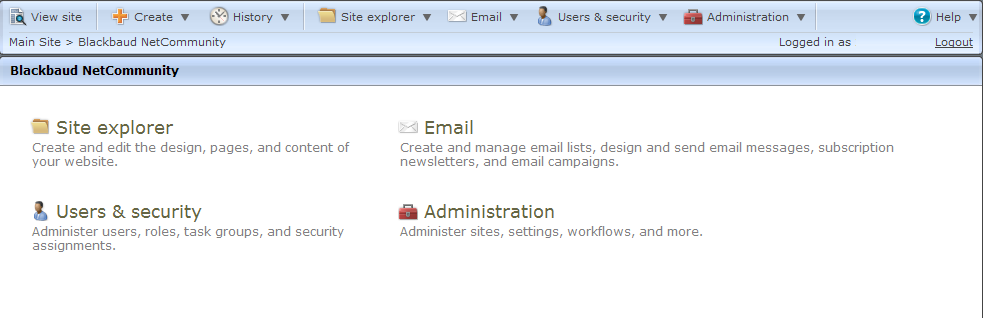 View site Create History Site explorer Email Users & security Administration Help
Main Site > Blackbaud NetCommunity Logged in as Logout
Blackbaud NetCommunity
Site explorer
Create and edit the design, pages, and content of
your website.
Email
Create and manage email lists, design and send email messages, subscription
newsletters, and email campaigns.
Users & security
Administer users, roles, task groups, and security
assignments.
Administration
Administer sites, settings, workflows, and more.